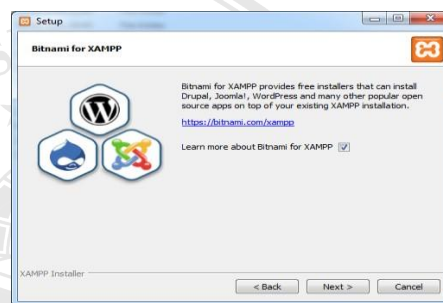 Setup
Bitnami for XAMPP
Bitnami for XAMPP provides free installers that can install
Drupal, Joomla!, WordPress and many other popular open
source apps on top of your existing XAMPP installation.
https://bitnami.com/xampp
Learn more about Bitnami for XAMPP
XAMPP Installer
< Back
Next >
Cancel